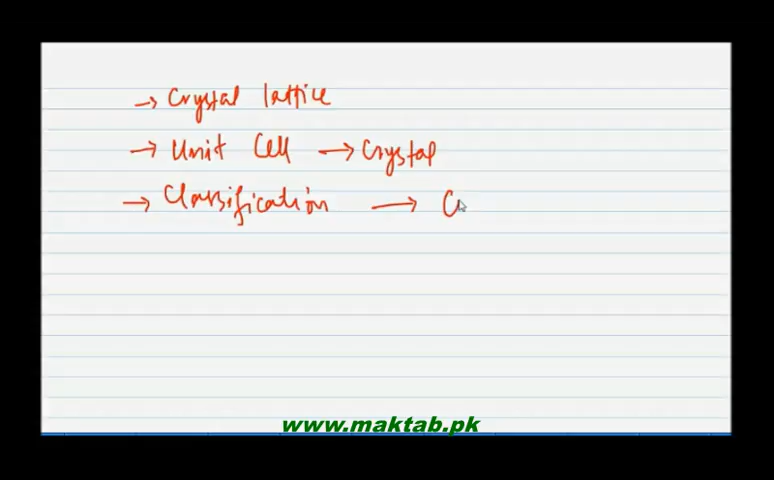 → Crystal lattice
→ Unit Cell → Crystal
→ Classification → C
www.maktab.pk